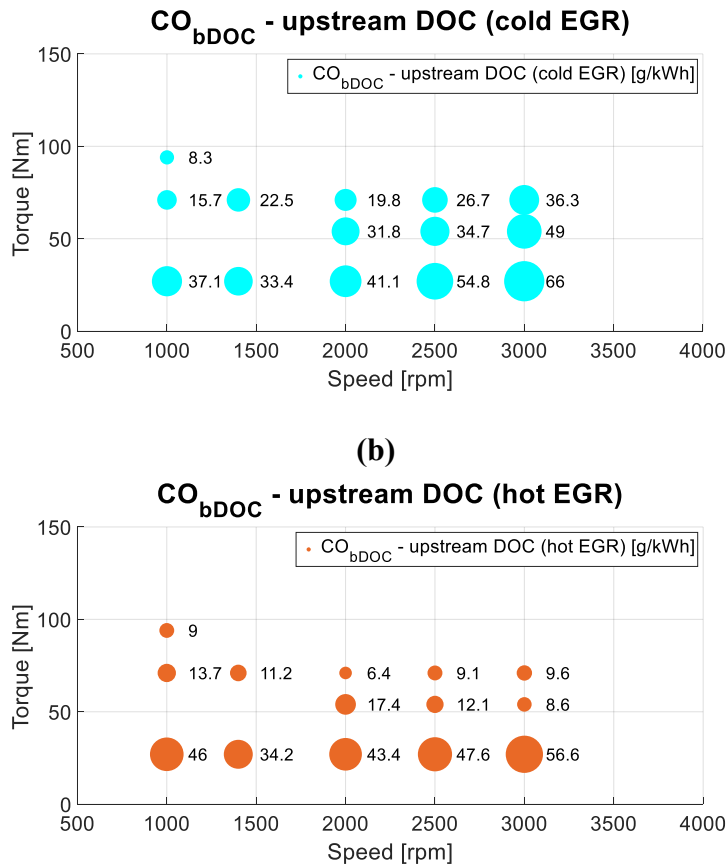 CO_bDOC - upstream DOC (cold EGR)
CO_bDOC - upstream DOC (cold EGR) [g/kWh]
150
100
50
0
Torque [Nm]
8.3
15.7 22.5 19.8 26.7 36.3
31.8 34.7 49
37.1 33.4 41.1 54.8 66
500 1000 1500 2000 2500 3000 3500 4000
Speed [rpm]
(b)
CO_bDOC - upstream DOC (hot EGR)
CO_bDOC - upstream DOC (hot EGR) [g/kWh]
150
100
50
0
Torque [Nm]
9
13.7 11.2 6.4 9.1 9.6
17.4 12.1 8.6
46 34.2 43.4 47.6 56.6
500 1000 1500 2000 2500 3000 3500 4000
Speed [rpm]